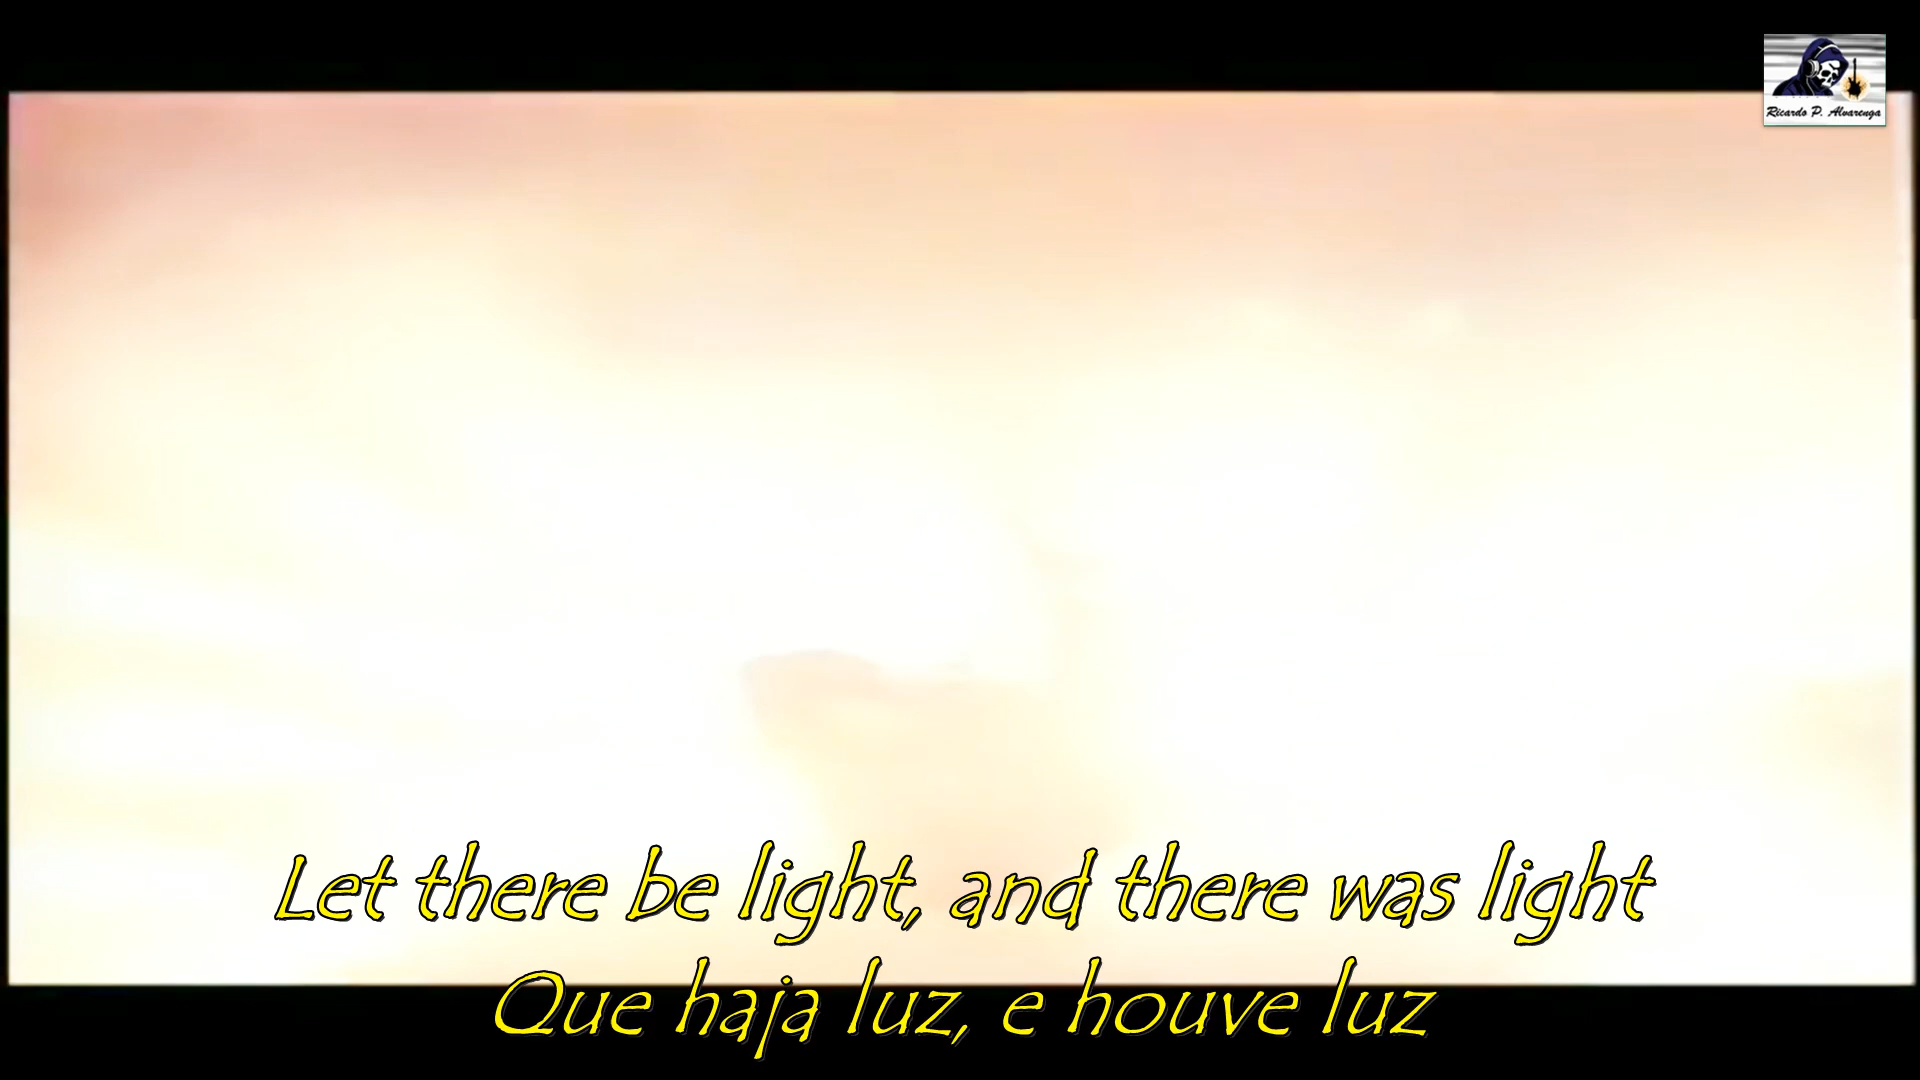 Ricardo P. Alvarenga
Let there be light, and there was light
Que haja luz, e houve luz